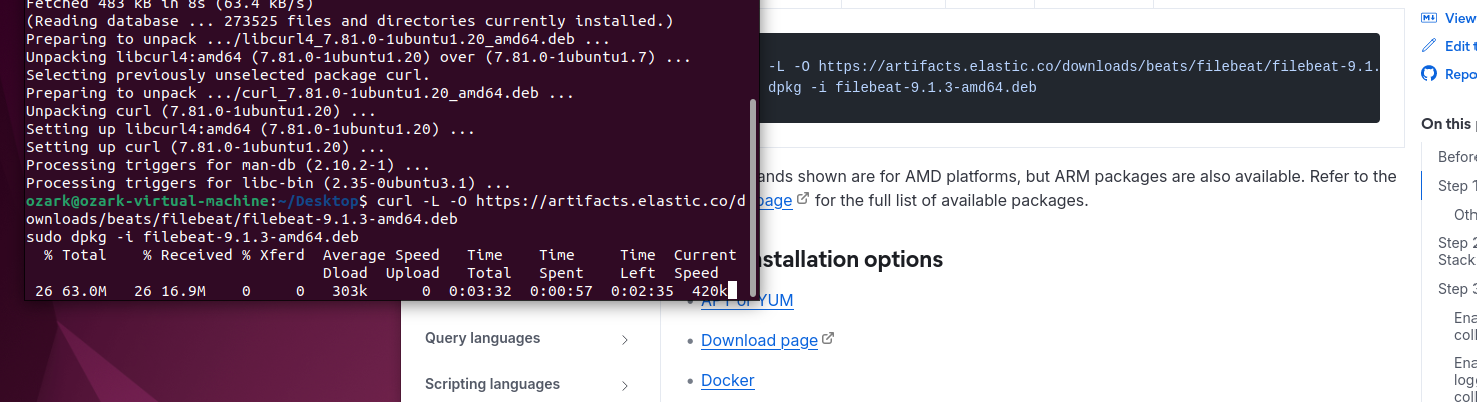 Fetched 483 kB in 8s (63.4 kB/s)
(Reading database ... 273525 files and directories currently installed.)
Preparing to unpack .../libcurl4_7.81.0-1ubuntu1.20_amd64.deb ...
Unpacking libcurl4:amd64 (7.81.0-1ubuntu1.20) over (7.81.0-1ubuntu1.7) ...
Selecting previously unselected package curl.
Preparing to unpack .../curl_7.81.0-1ubuntu1.20_amd64.deb ...
Unpacking curl (7.81.0-1ubuntu1.20) ...
Setting up libcurl4:amd64 (7.81.0-1ubuntu1.20) ...
Setting up curl (7.81.0-1ubuntu1.20) ...
Processing triggers for man-db (2.10.2-1) ...
Processing triggers for libc-bin (2.35-0ubuntu3.1) ...
ozark@ozark-virtual-machine:~/Desktop$ curl -L -O https://artifacts.elastic.co/d
ownloads/beats/filebeat/filebeat-9.1.3-amd64.deb
sudo dpkg -i filebeat-9.1.3-amd64.deb
% Total % Received % Xferd Average Speed Time Time Time Current
Dload Upload Total Spent Left Speed
26 63.0M 26 16.9M 0 0 303k 0 0:03:32 0:00:57 0:02:35 420k
-L -O https://artifacts.elastic.co/downloads/beats/filebeat/filebeat-9.1.
dpkg -i filebeat-9.1.3-amd64.deb
ands shown are for AMD platforms, but ARM packages are also available. Refer to the
page for the full list of available packages.
stallation options
APT or YUM
Download page
Docker
Query languages
Scripting languages
View
Edit t
Repo
On this p
Before
Step 1
Oth
Step 2
Stack
Step 3
Ena
coll
Ena
log
coll